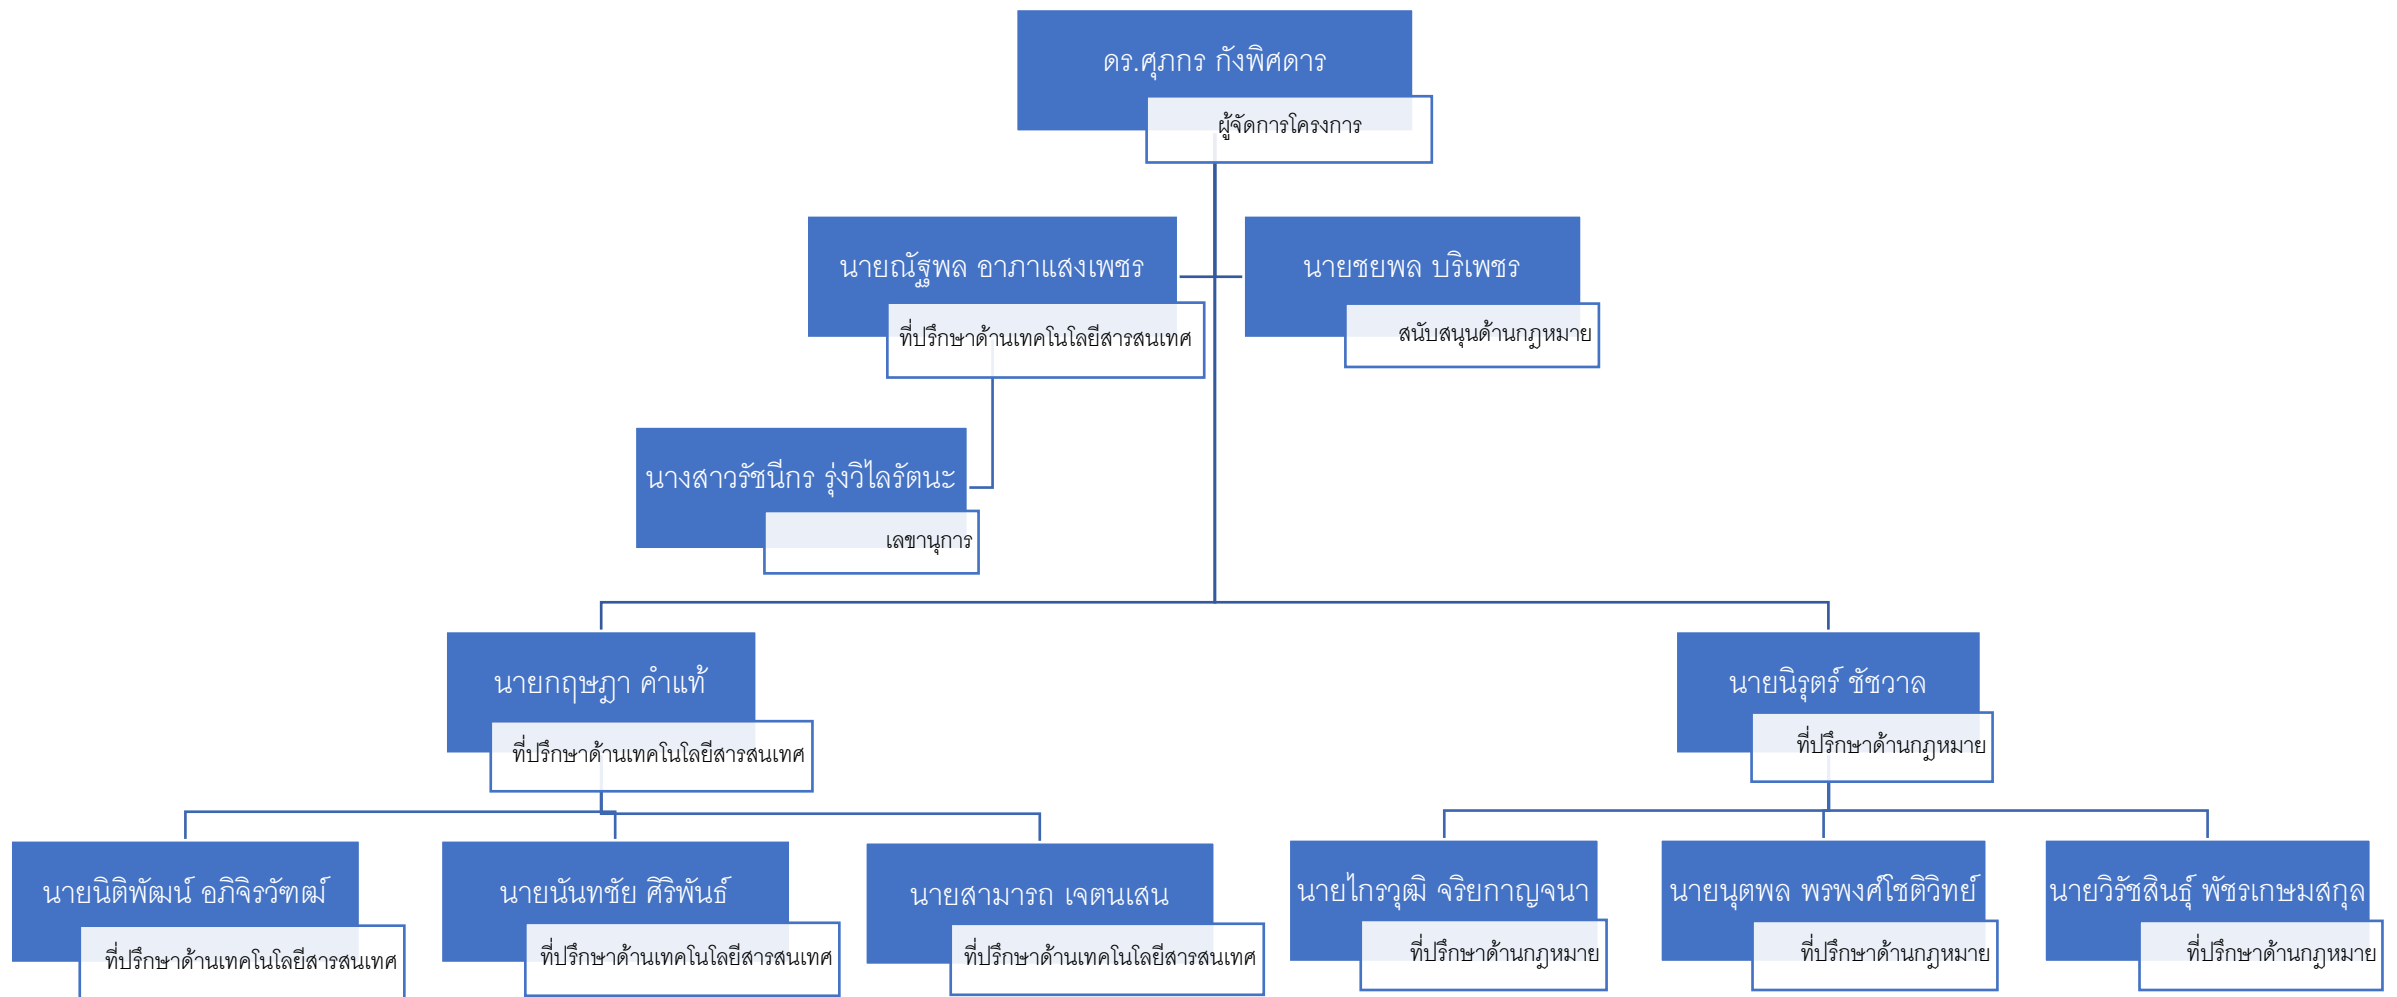 ดร.ศุภกร กังพิศดาร
ผู้จัดการโครงการ
นายณัฐพล อาภาแสงเพชร
ที่ปรึกษาด้านเทคโนโลยีสารสนเทศ
นายชยพล บริเพชร
สนับสนุนด้านกฎหมาย
นางสาวรัชนีกร รุ่งวิไลรัตนะ
เลขานุการ
นายกฤษฎา คำแท้
ที่ปรึกษาด้านเทคโนโลยีสารสนเทศ
นายนิรุตร์ ชัชวาล
ที่ปรึกษาด้านกฎหมาย
นายนิติพัฒน์ อภิจิรวัฑฒ์
ที่ปรึกษาด้านเทคโนโลยีสารสนเทศ
นายนันทชัย ศิริพันธ์
ที่ปรึกษาด้านเทคโนโลยีสารสนเทศ
นายสามารถ เจตนเสน
ที่ปรึกษาด้านเทคโนโลยีสารสนเทศ
นายไกรวุฒิ จริยกาญจนา
ที่ปรึกษาด้านกฎหมาย
นายนุตพล พรพงศ์โชติวิทย์
ที่ปรึกษาด้านกฎหมาย
นายวิรัชสินธุ์ พัชรเกษมสกุล
ที่ปรึกษาด้านกฎหมาย